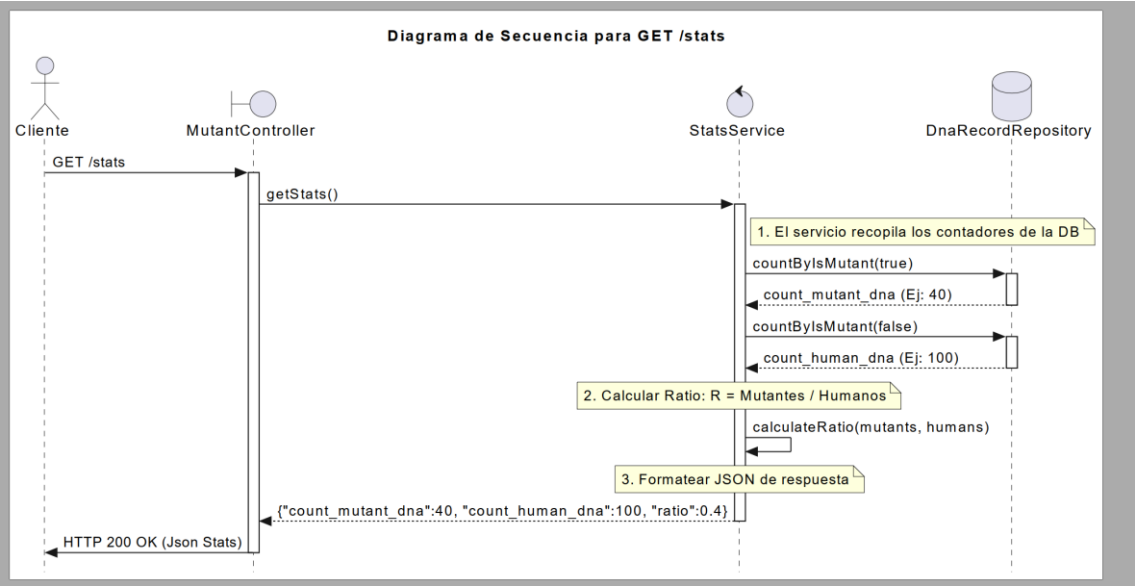 Diagrama de Secuencia para GET /stats
Cliente
MutantController
StatsService
DnaRecordRepository
GET /stats
getStats()
1. El servicio recopila los contadores de la DB
countByIsMutant(true)
count_mutant_dna (Ej: 40)
countByIsMutant(false)
count_human_dna (Ej: 100)
2. Calcular Ratio: R = Mutantes / Humanos
calculateRatio(mutants, humans)
3. Formatear JSON de respuesta
{"count_mutant_dna":40, "count_human_dna":100, "ratio":0.4}
HTTP 200 OK (Json Stats)